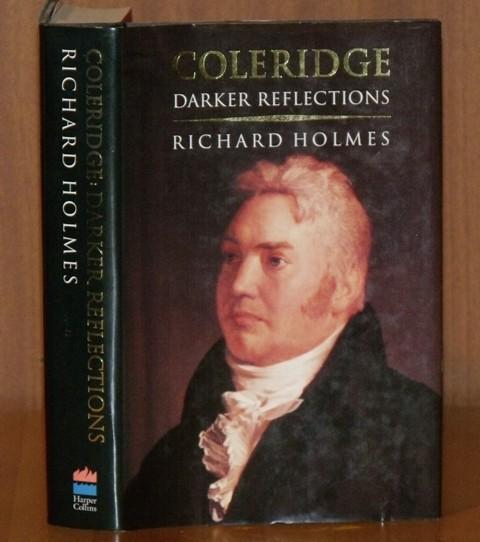 COLERIDGE
DARKER REFLECTIONS
RICHARD HOLMES
COLERIDGE: DARKER REFLECTIONS
RICHARD HOLMES
Harper
Collins